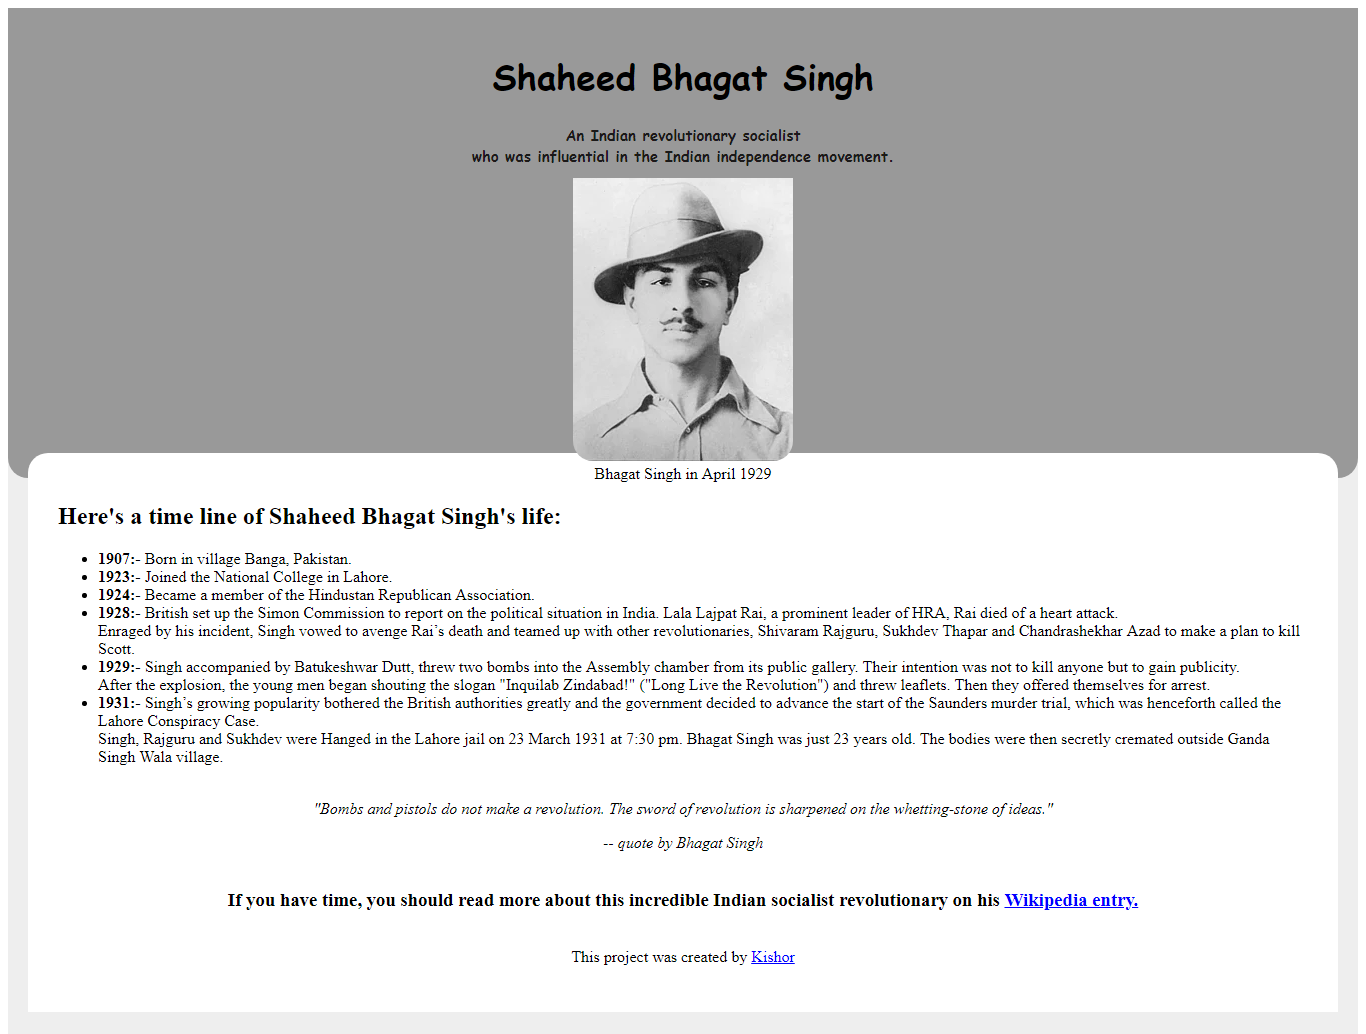 Shaheed Bhagat Singh
An Indian revolutionary socialist
who was influential in the Indian independence movement.
Bhagat Singh in April 1929
Here's a time line of Shaheed Bhagat Singh's life:
• 1907:- Born in village Banga, Pakistan.
• 1923:- Joined the National College in Lahore.
• 1924:- Became a member of the Hindustan Republican Association.
• 1928:- British set up the Simon Commission to report on the political situation in India. Lala Lajpat Rai, a prominent leader of HRA, Rai died of a heart attack.
Enraged by his incident, Singh vowed to avenge Rai’s death and teamed up with other revolutionaries, Shivaram Rajguru, Sukhdev Thapar and Chandrashekhar Azad to make a plan to kill
Scott.
• 1929:- Singh accompanied by Batukeshwar Dutt, threw two bombs into the Assembly chamber from its public gallery. Their intention was not to kill anyone but to gain publicity.
After the explosion, the young men began shouting the slogan "Inquilab Zindabad!" ("Long Live the Revolution") and threw leaflets. Then they offered themselves for arrest.
• 1931:- Singh’s growing popularity bothered the British authorities greatly and the government decided to advance the start of the Saunders murder trial, which was henceforth called the
Lahore Conspiracy Case.
Singh, Rajguru and Sukhdev were Hanged in the Lahore jail on 23 March 1931 at 7:30 pm. Bhagat Singh was just 23 years old. The bodies were then secretly cremated outside Ganda
Singh Wala village.
"Bombs and pistols do not make a revolution. The sword of revolution is sharpened on the whetting-stone of ideas."
-- quote by Bhagat Singh
If you have time, you should read more about this incredible Indian socialist revolutionary on his Wikipedia entry.
This project was created by Kishor